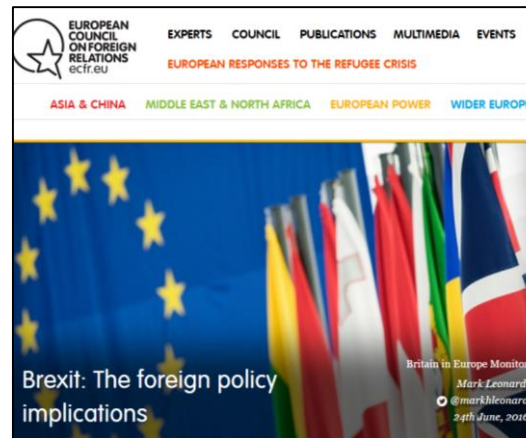 EUROPEAN
COUNCIL
ON FOREIGN
RELATIONS
ecfr.eu
EXPERTS COUNCIL PUBLICATIONS MULTIMEDIA EVENTS
EUROPEAN RESPONSES TO THE REFUGEE CRISIS
ASIA & CHINA MIDDLE EAST & NORTH AFRICA EUROPEAN POWER WIDER EUROPE
Brexit: The foreign policy
implications
Britain in Europe Monitor
Mark Leonard
@markhleonard
24th June, 2016